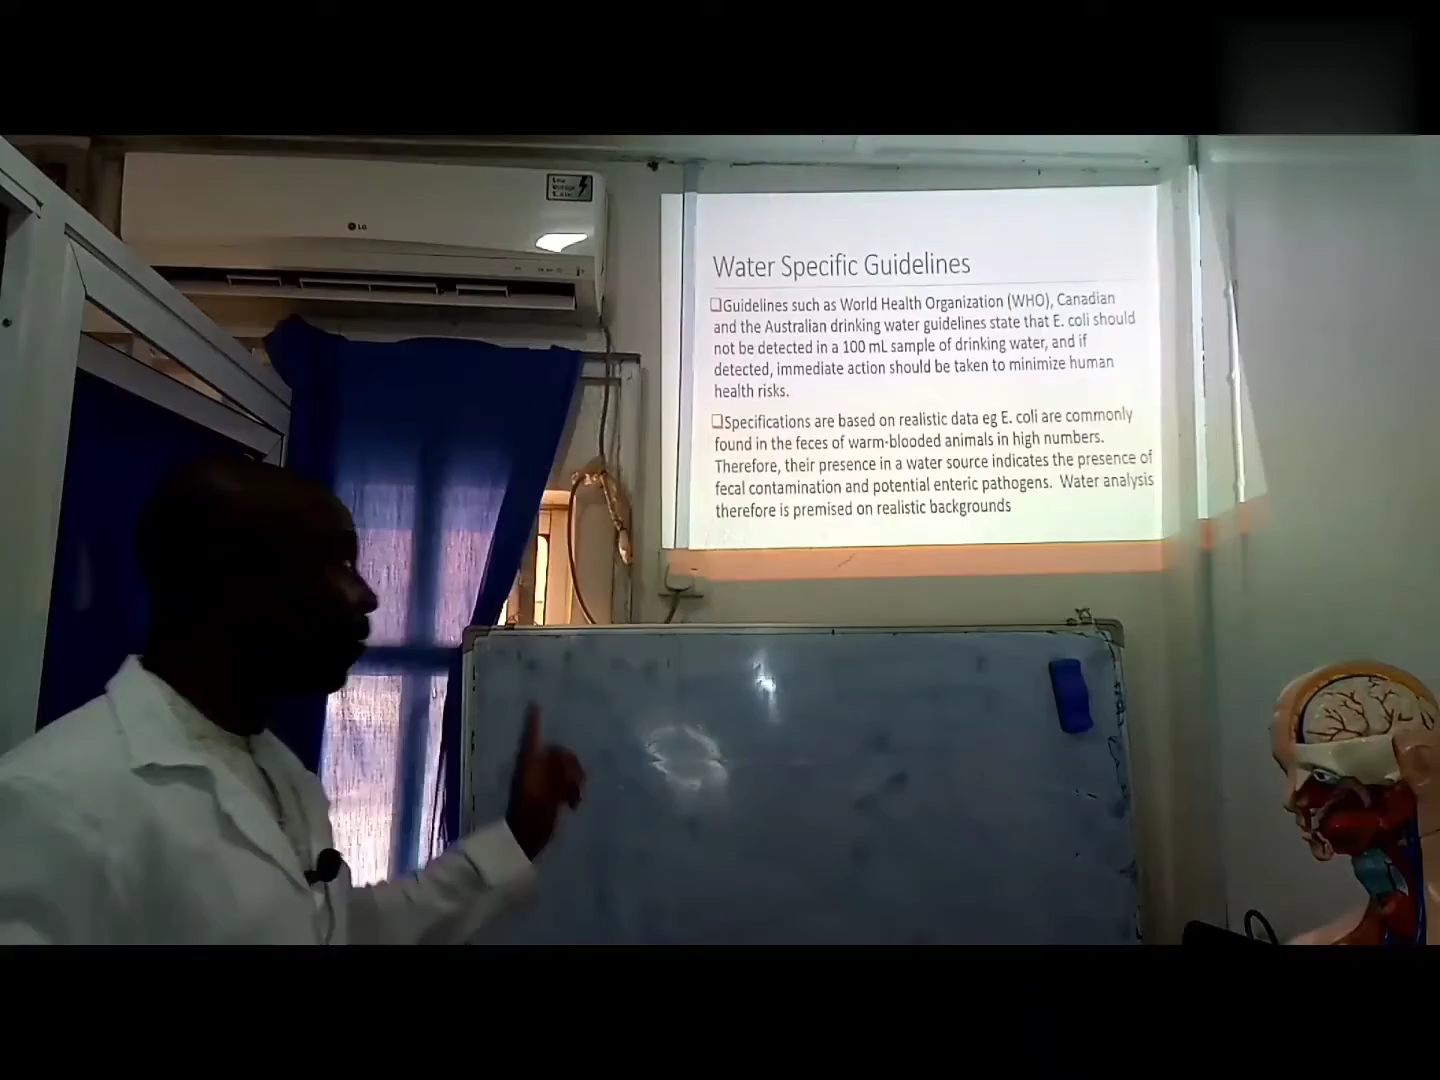 LG
Low
Water Specific Guidelines
❑Guidelines such as World Health Organization (WHO), Canadian
and the Australian drinking water guidelines state that E. coli should
not be detected in a 100 mL sample of drinking water, and if
detected, immediate action should be taken to minimize human
health risks.
❑Specifications are based on realistic data eg E. coli are commonly
found in the feces of warm-blooded animals in high numbers.
Therefore, their presence in a water source indicates the presence of
fecal contamination and potential enteric pathogens. Water analysis
therefore is premised on realistic backgrounds